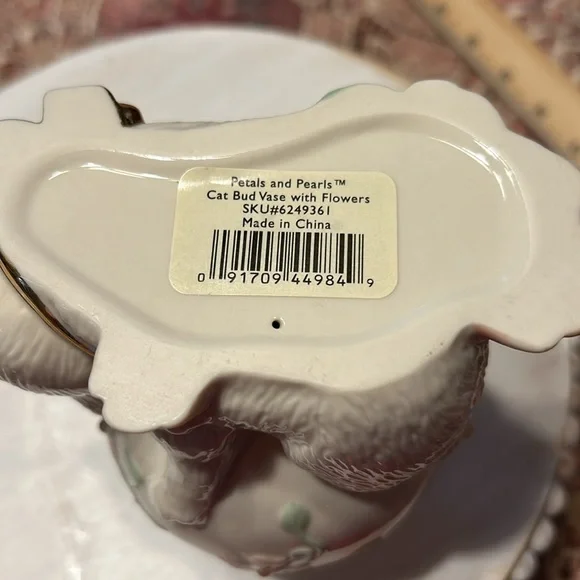 Petals and Pearls™
Cat Bud Vase with Flowers
SKU#6249361
Made in China
0 91709 44984 9